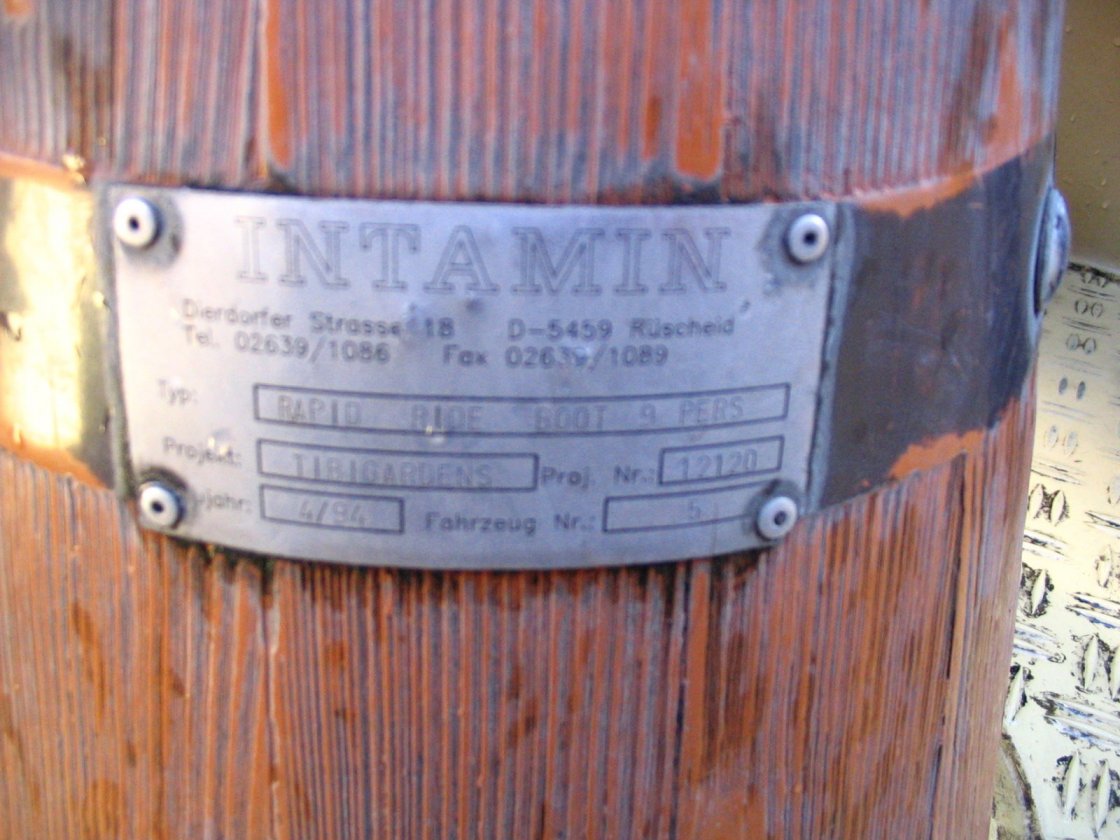 INTAMIN
Dierdorfer Strasse 18 D-5459 Rüscheid
Tel. 02639/1086 Fax 02639/1089
Typ: RAPID RIDE BOOT 9 PERS
Projekt: TIBIGARDENS Proj. Nr.: 12120
jahr: 4/94 Fahrzeug Nr.: 5